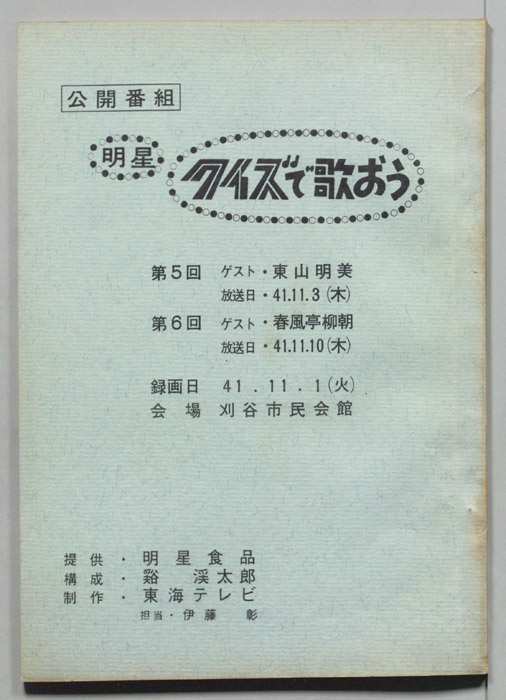 公開番組
明星
クイズで歌おう
第5回 ゲスト・東山明美
放送日・41.11.3(木)
第6回 ゲスト・春風亭柳朝
放送日・41.11.10(木)
録画日 41.11.1(火)
会場 刈谷市民会館
提供・明星食品
構成・谿渓太郎
制作・東海テレビ
担当・伊藤彰